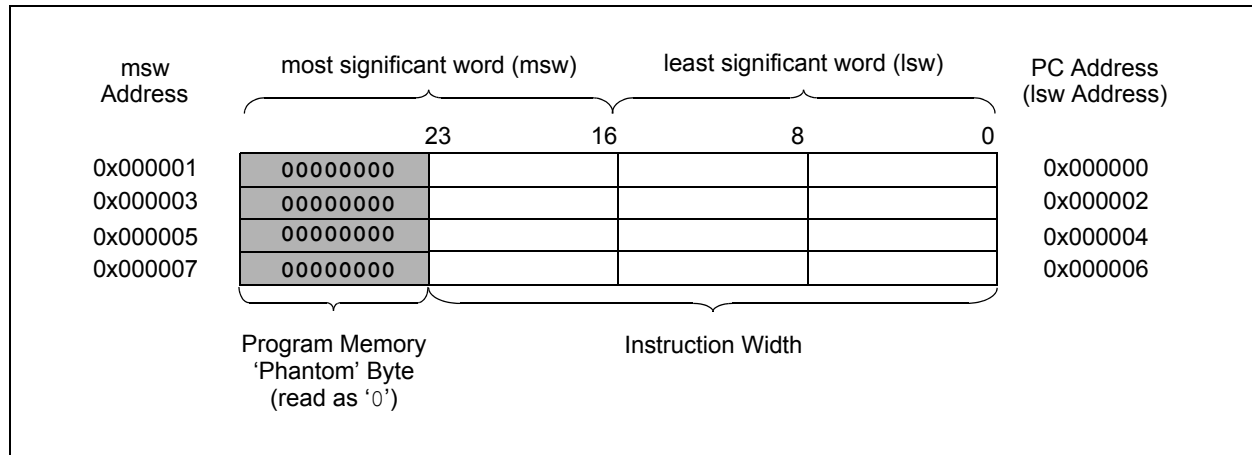 msw
Address
most significant word (msw)
least significant word (lsw)
PC Address
(lsw Address)
23 16 8 0
0x000001 00000000 0x000000
0x000003 00000000 0x000002
0x000005 00000000 0x000004
0x000007 00000000 0x000006
Program Memory
‘Phantom’ Byte
(read as ‘0’)
Instruction Width